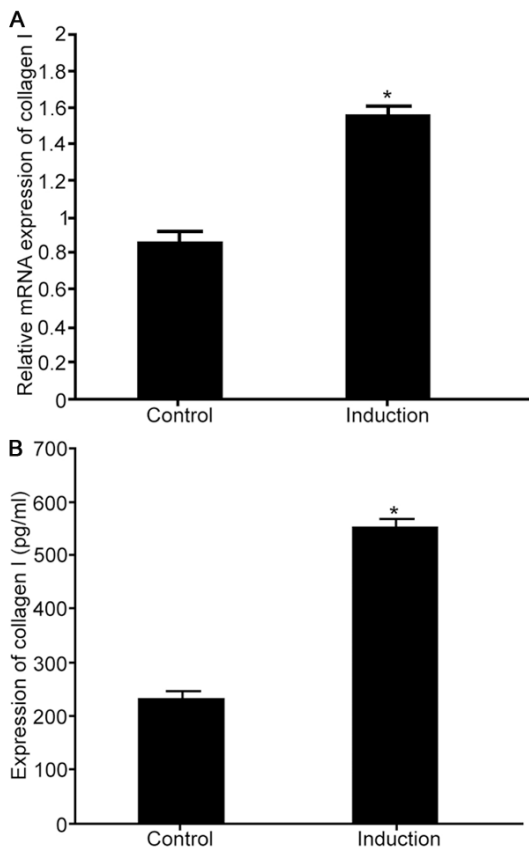 A
Relative mRNA expression of collagen I
2
1.8
1.6
1.4
1.2
1
0.8
0.6
0.4
0.2
0
*
Control
Induction
B
Expression of collagen I (pg/ml)
700
600
500
400
300
200
100
0
*
Control
Induction